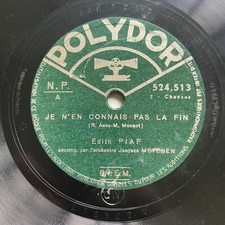 POLYDOR
N.P.
524,513
A
2 - Chanson
JE N'EN CONNAIS PAS LA FIN
(R. Asso-M. Monnot)
Edith PIAF
accomp. par l'orchestre Jacques METEHEN
B.I.E.M.